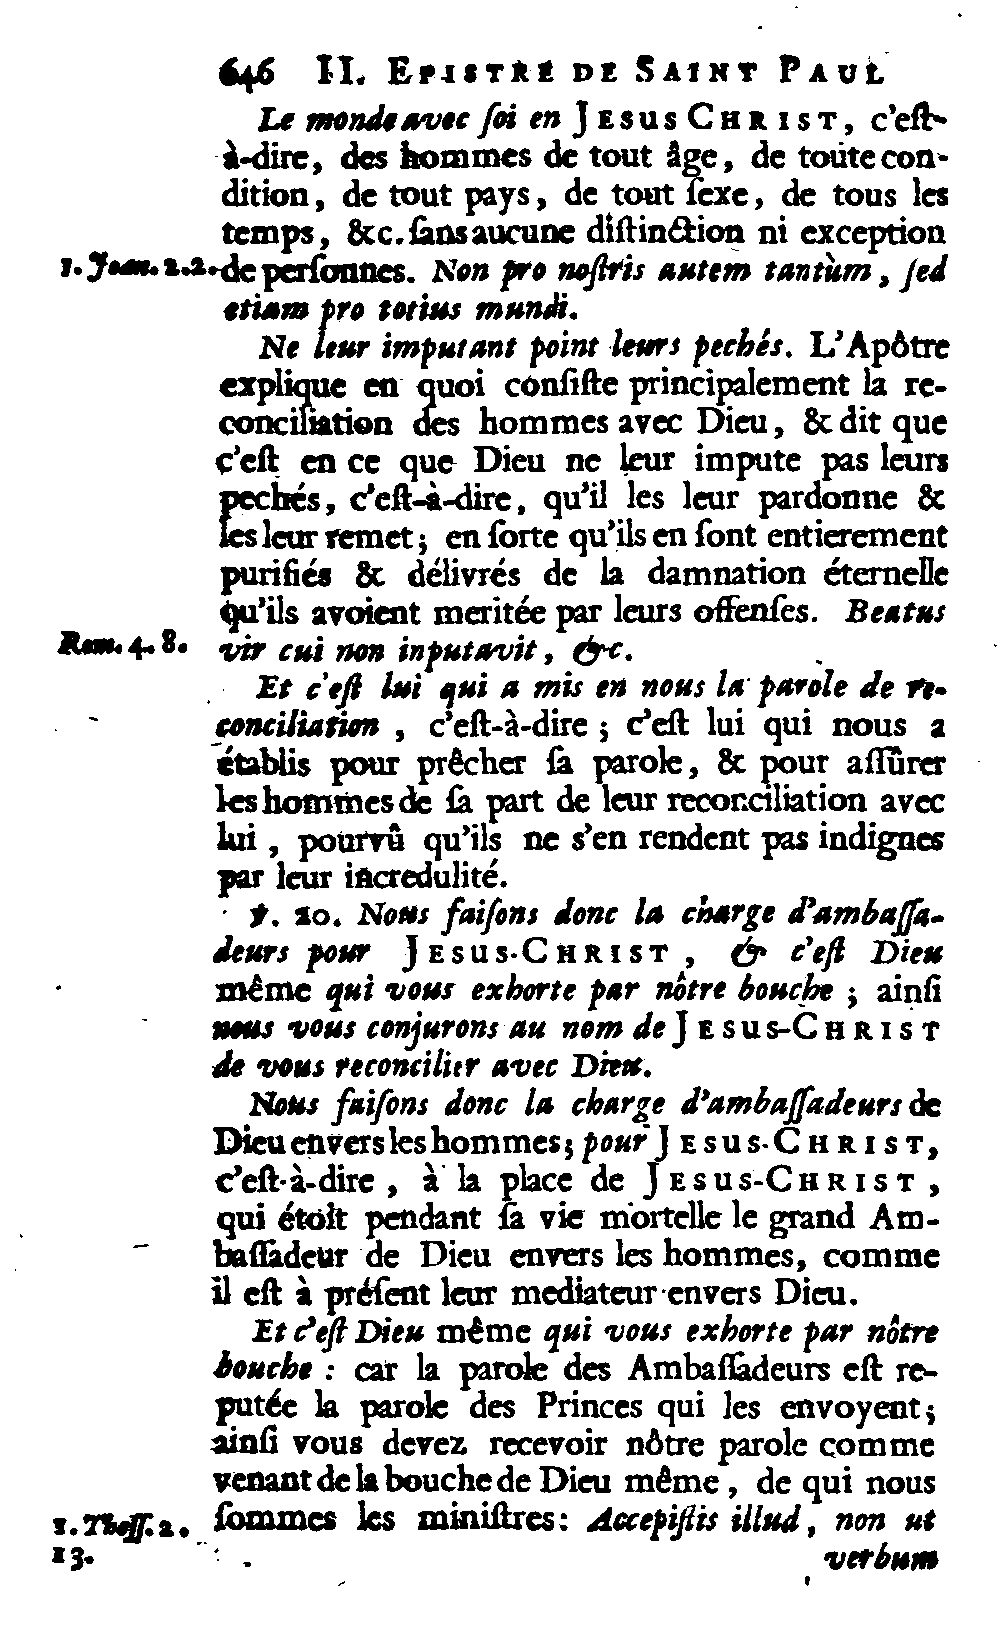 646 II. EPISTRE DE SAINT PAUL
Le monde avec ſoi en JESUS CHRIST, c'eſt-
à-dire, des hommes de tout âge, de toute con-
dition, de tout pays, de tout ſexe, de tous les
temps, &c. ſans aucune diſtinction ni exception
1. Joan. 2. 2. de perſonnes. Non pro noſtris autem tantùm, ſed
etiam pro totius mundi.
Ne leur imputant point leurs pechés. L'Apôtre
explique en quoi conſiſte principalement la re-
conciliation des hommes avec Dieu, & dit que
c'eſt en ce que Dieu ne leur impute pas leurs
pechés, c'eſt-à-dire, qu'il les leur pardonne &
les leur remet; en ſorte qu'ils en ſont entierement
purifiés & délivrés de la damnation éternelle
qu'ils avoient meritée par leurs offenſes. Beatus
Rom. 4. 8. vir cui non inputavit, &c.
Et c'eſt lui qui a mis en nous la parole de re-
conciliation, c'eſt-à-dire; c'eſt lui qui nous a
établis pour prêcher ſa parole, & pour aſſûrer
les hommes de ſa part de leur reconciliation avec
lui, pourvû qu'ils ne s'en rendent pas indignes
par leur incredulité.
℣. 20. Nous faiſons donc la charge d'ambaſſa-
deurs pour JESUS-CHRIST, & c'eſt Dieu
même qui vous exhorte par nôtre bouche; ainſi
nous vous conjurons au nom de JESUS-CHRIST
de vous reconcilier avec Dieu.
Nous faiſons donc la charge d'ambaſſadeurs de
Dieu envers les hommes; pour JESUS-CHRIST,
c'eſt-à-dire, à la place de JESUS-CHRIST,
qui étoit pendant ſa vie mortelle le grand Am-
baſſadeur de Dieu envers les hommes, comme
il eſt à préſent leur mediateur envers Dieu.
Et c'eſt Dieu même qui vous exhorte par nôtre
bouche : car la parole des Ambaſſadeurs eſt re-
putée la parole des Princes qui les envoyent;
ainſi vous devez recevoir nôtre parole comme
venant de la bouche de Dieu même, de qui nous
1. Theſſ. 2. ſommes les miniſtres: Accepiſtis illud, non ut
13. verbum